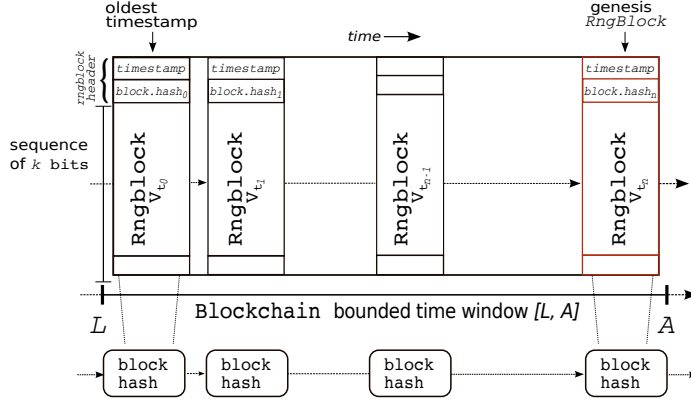 oldest
timestamp
time
genesis
RngBlock
rngblock
header
timestamp
timestamp
timestamp
block.hash0
block.hash1
block.hashn
sequence
of k bits
Rngblock
Vt0
Rngblock
Vt1
Rngblock
Vtn-1
Rngblock
Vtn
L
Blockchain bounded time window [L, A]
A
block
hash
block
hash
block
hash
block
hash